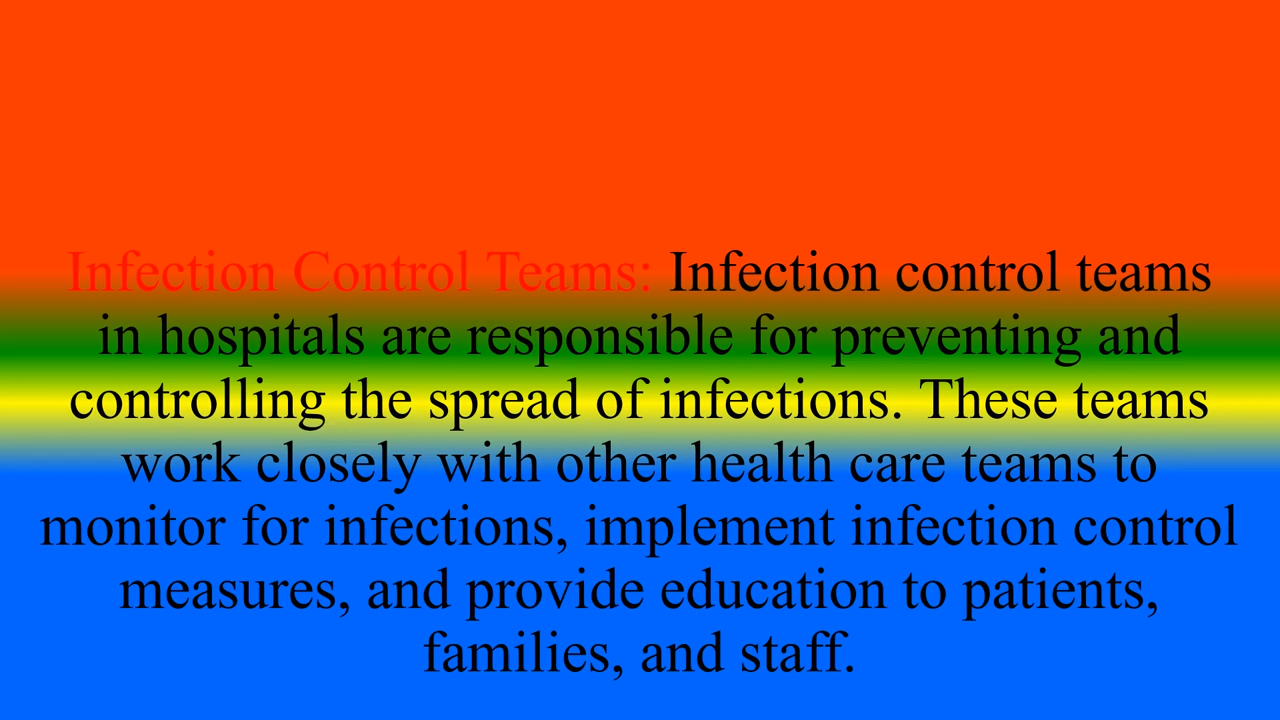 Infection Control Teams: Infection control teams
in hospitals are responsible for preventing and
controlling the spread of infections. These teams
work closely with other health care teams to
monitor for infections, implement infection control
measures, and provide education to patients,
families, and staff.